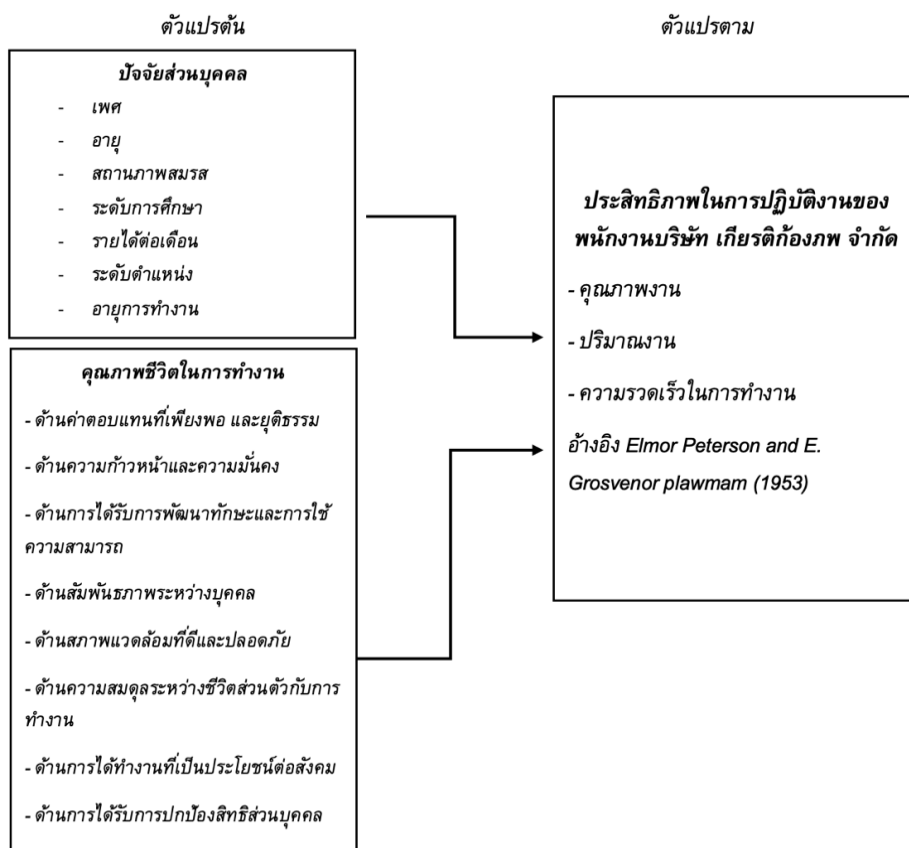 ตัวแปรต้น
ตัวแปรตาม
ปัจจัยส่วนบุคคล
- เพศ
- อายุ
- สถานภาพสมรส
- ระดับการศึกษา
- รายได้ต่อเดือน
- ระดับตำแหน่ง
- อายุการทำงาน
คุณภาพชีวิตในการทำงาน
- ด้านค่าตอบแทนที่เพียงพอ และยุติธรรม
- ด้านความก้าวหน้าและความมั่นคง
- ด้านการได้รับการพัฒนาทักษะและการใช้
ความสามารถ
- ด้านสัมพันธภาพระหว่างบุคคล
- ด้านสภาพแวดล้อมที่ดีและปลอดภัย
- ด้านความสมดุลระหว่างชีวิตส่วนตัวกับการ
ทำงาน
- ด้านการได้ทำงานที่เป็นประโยชน์ต่อสังคม
- ด้านการได้รับการปกป้องสิทธิส่วนบุคคล
ประสิทธิภาพในการปฏิบัติงานของ
พนักงานบริษัท เกียรติก้องภพ จำกัด
- คุณภาพงาน
- ปริมาณงาน
- ความรวดเร็วในการทำงาน
อ้างอิง Elmor Peterson and E.
Grosvenor plawmam (1953)